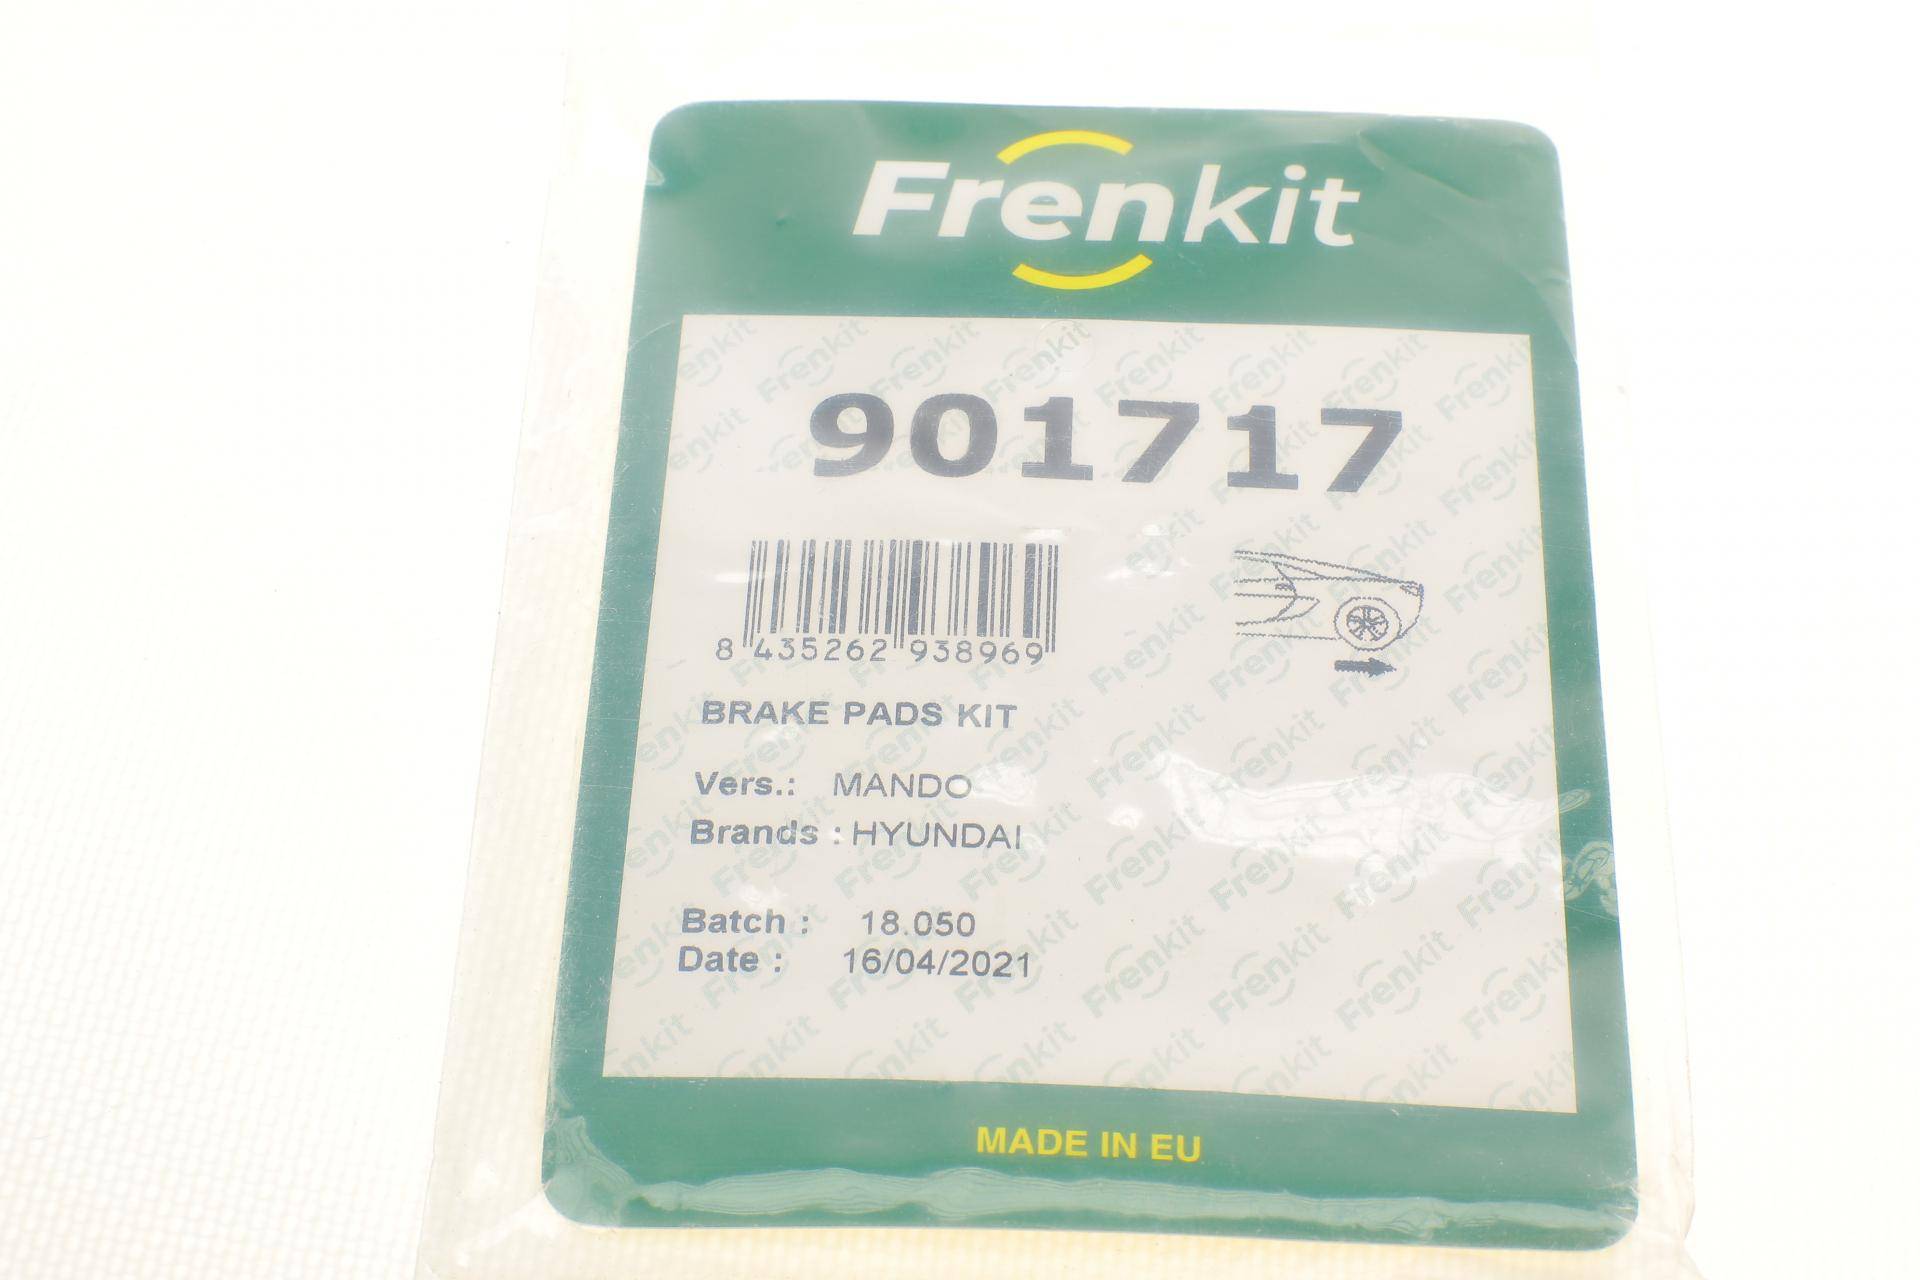 Frenkit
901717
8 435262 938969
BRAKE PADS KIT
Vers.: MANDO
Brands : HYUNDAI
Batch : 18.050
Date : 16/04/2021
MADE IN EU